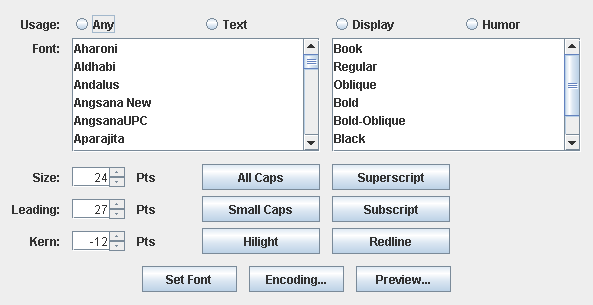 Usage: Any Text Display Humor
Font: Aharoni Book
Aldhabi Regular
Andalus Oblique
Angsana New Bold
AngsanaUPC Bold-Oblique
Aparajita Black
Size: 24 Pts All Caps Superscript
Leading: 27 Pts Small Caps Subscript
Kern: -12 Pts Hilight Redline
Set Font Encoding... Preview...